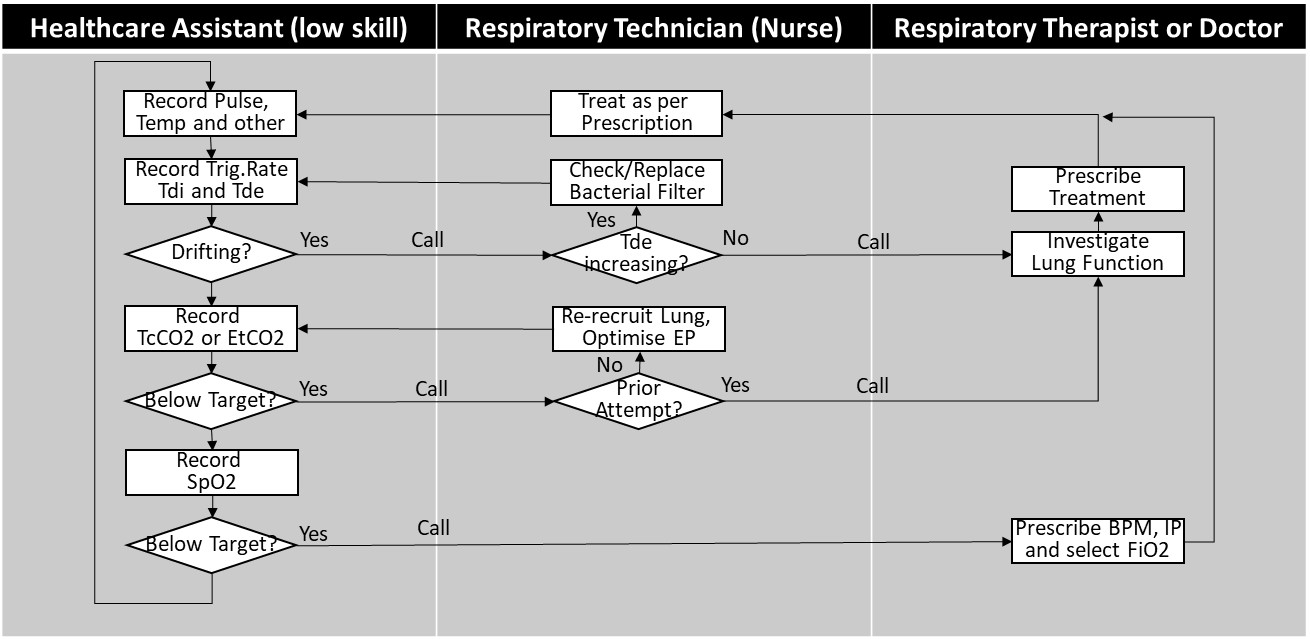 Healthcare Assistant (low skill)
Respiratory Technician (Nurse)
Respiratory Therapist or Doctor
Record Pulse,
Temp and other
Treat as per
Prescription
Record Trig.Rate
Tdi and Tde
Check/Replace
Bacterial Filter
Prescribe
Treatment
Drifting?
Yes
Call
Yes
Tde
increasing?
No
Call
Investigate
Lung Function
Record
TcCO2 or EtCO2
Re-recruit Lung,
Optimise EP
Below Target?
Yes
Call
No
Prior
Attempt?
Yes
Call
Record
SpO2
Below Target?
Yes
Call
Prescribe BPM, IP
and select FiO2